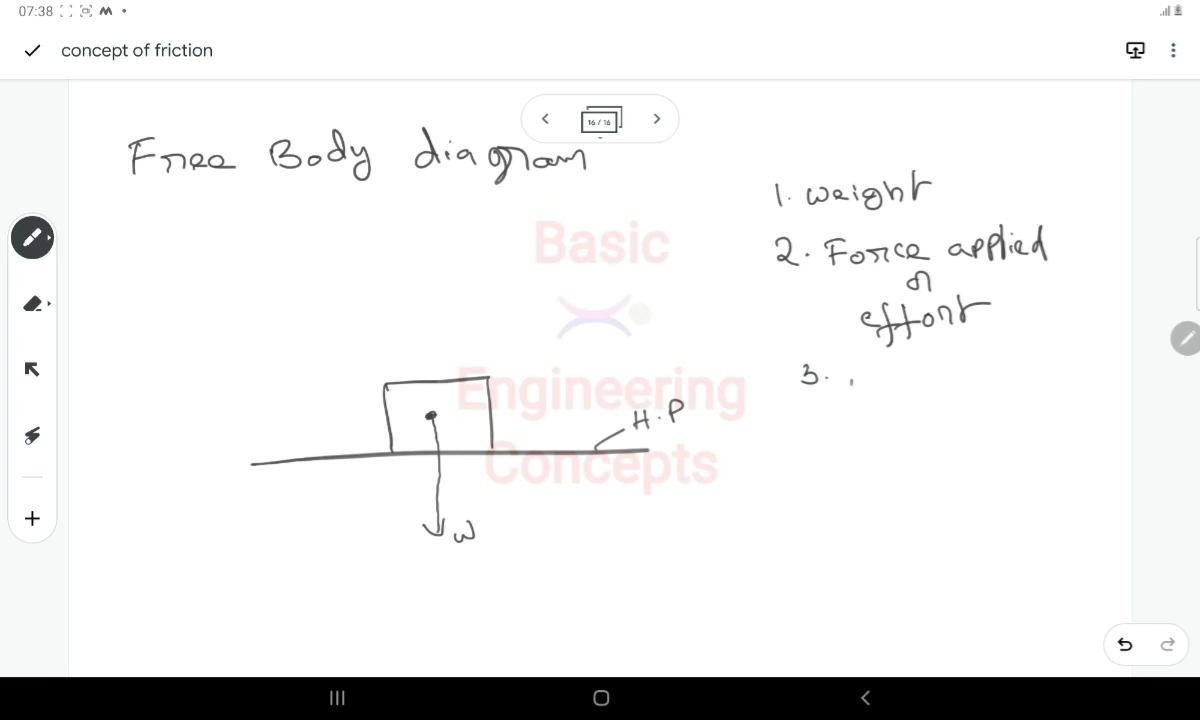 07:38
concept of friction
16 / 16
Free Body diagram
1. weight
2. Force applied
or
effort
3.
Basic
Engineering
Concepts
H.P
W